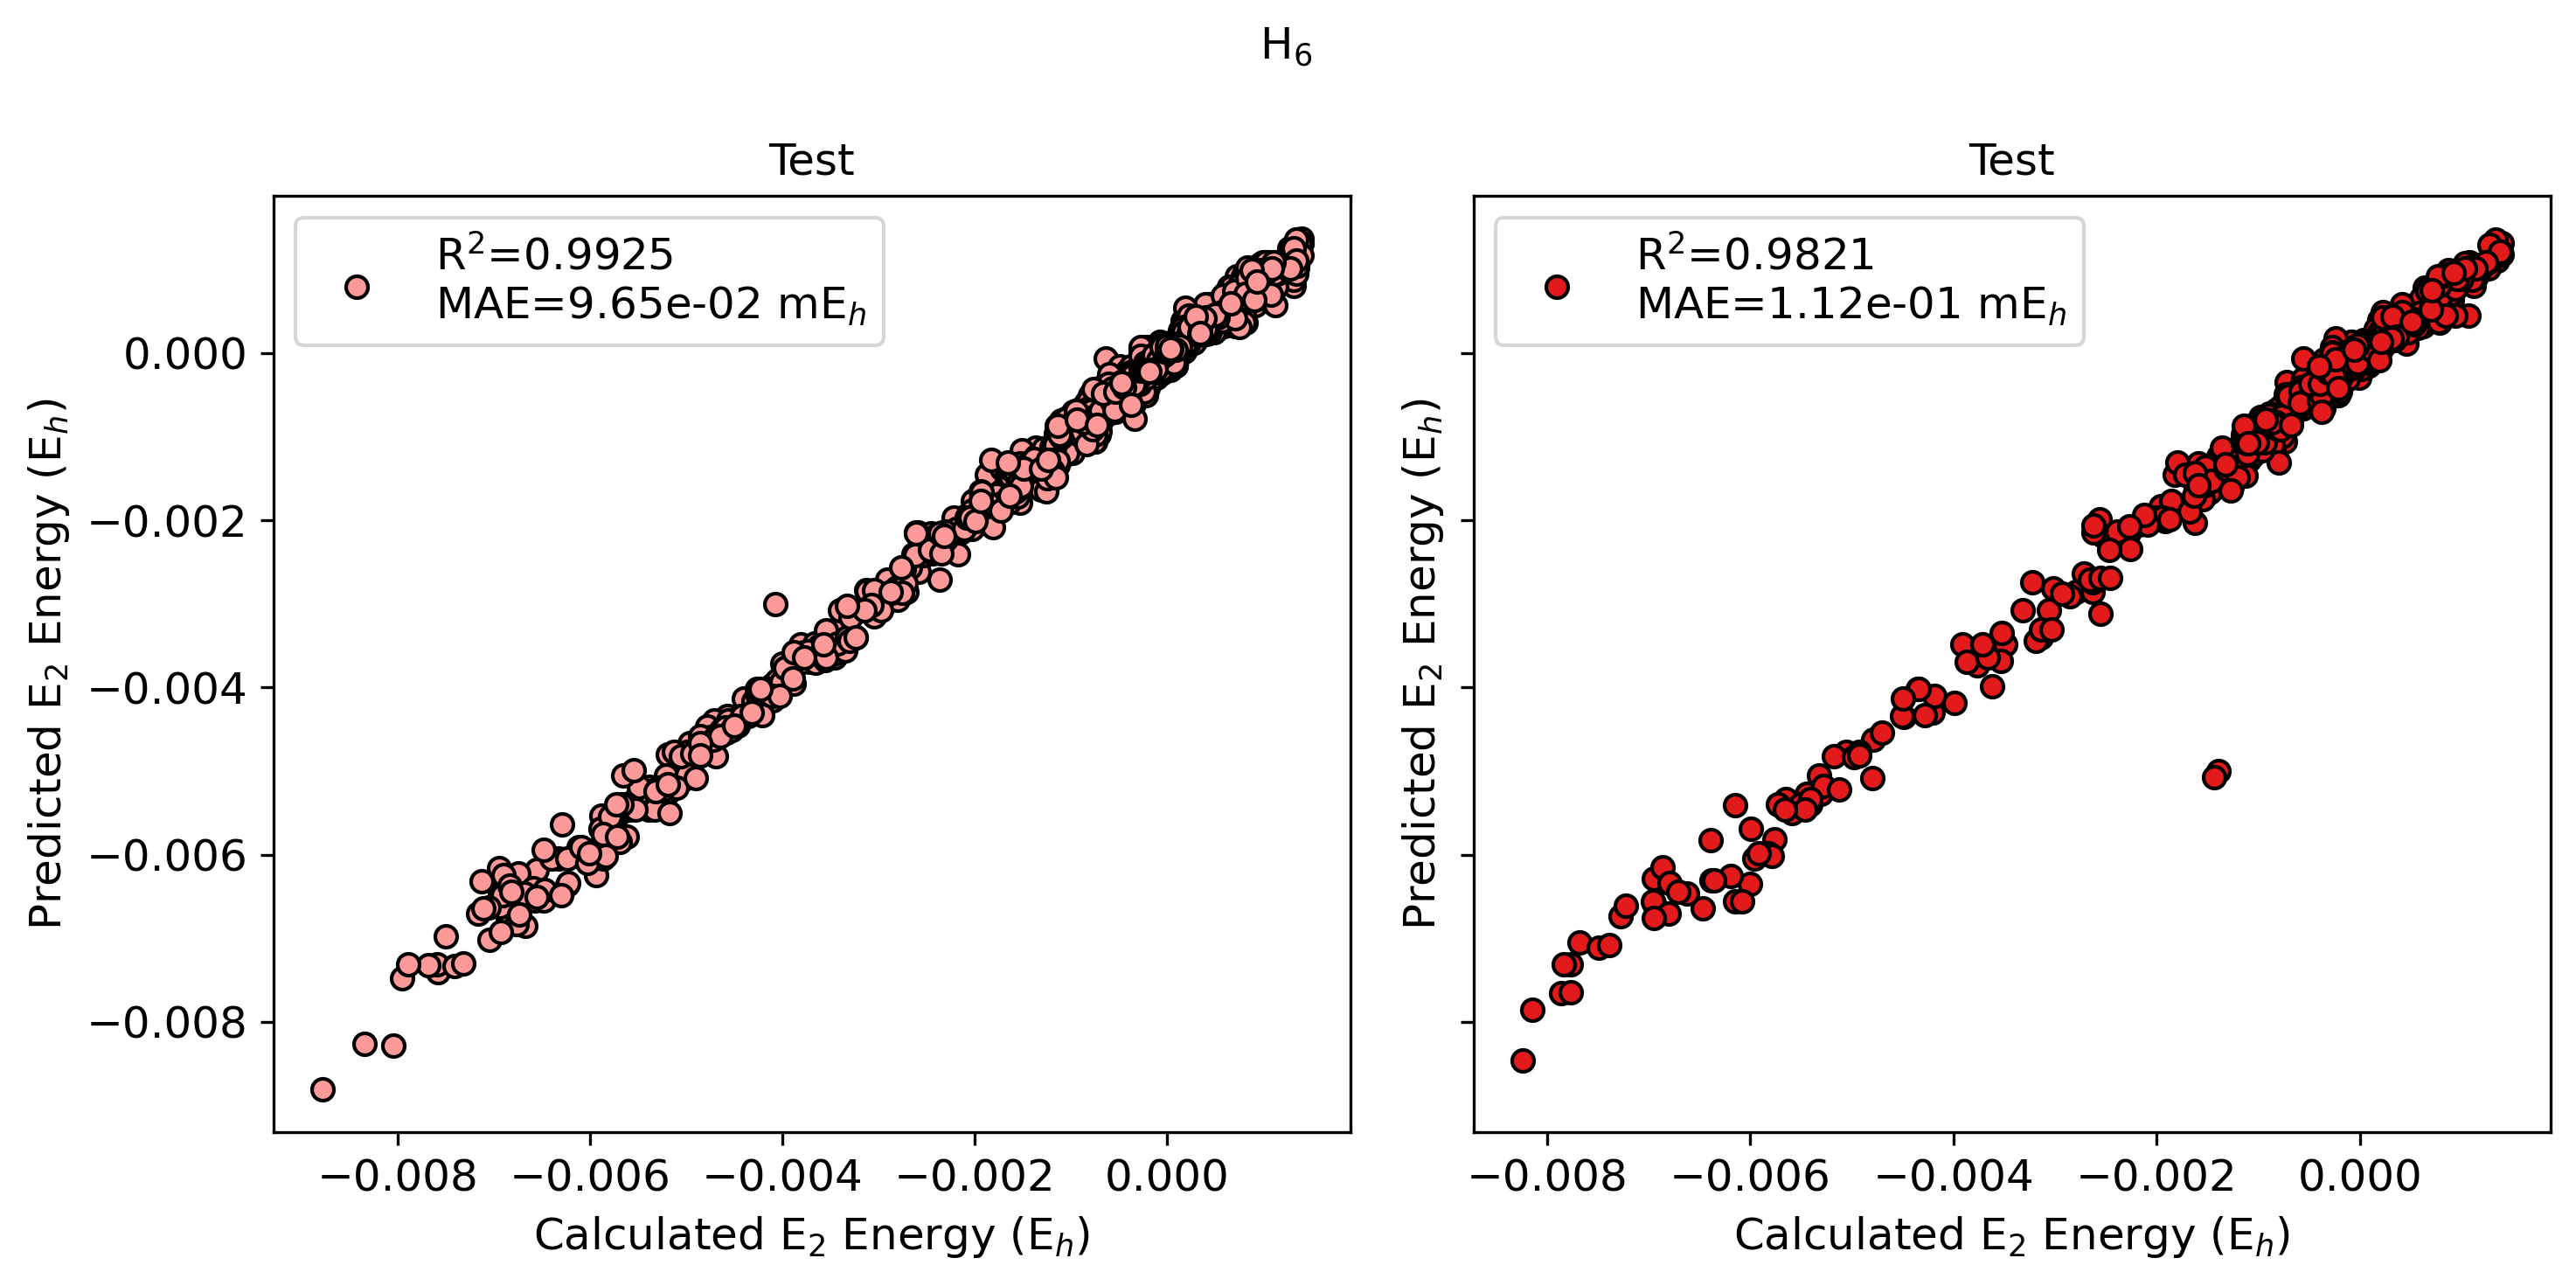 H₆
Test
R²=0.9925
MAE=9.65e-02 mEₕ
Predicted E₂ Energy (Eₕ)
0.000
−0.002
−0.004
−0.006
−0.008
−0.008 −0.006 −0.004 −0.002 0.000
Calculated E₂ Energy (Eₕ)
Test
R²=0.9821
MAE=1.12e-01 mEₕ
Predicted E₂ Energy (Eₕ)
−0.008 −0.006 −0.004 −0.002 0.000
Calculated E₂ Energy (Eₕ)